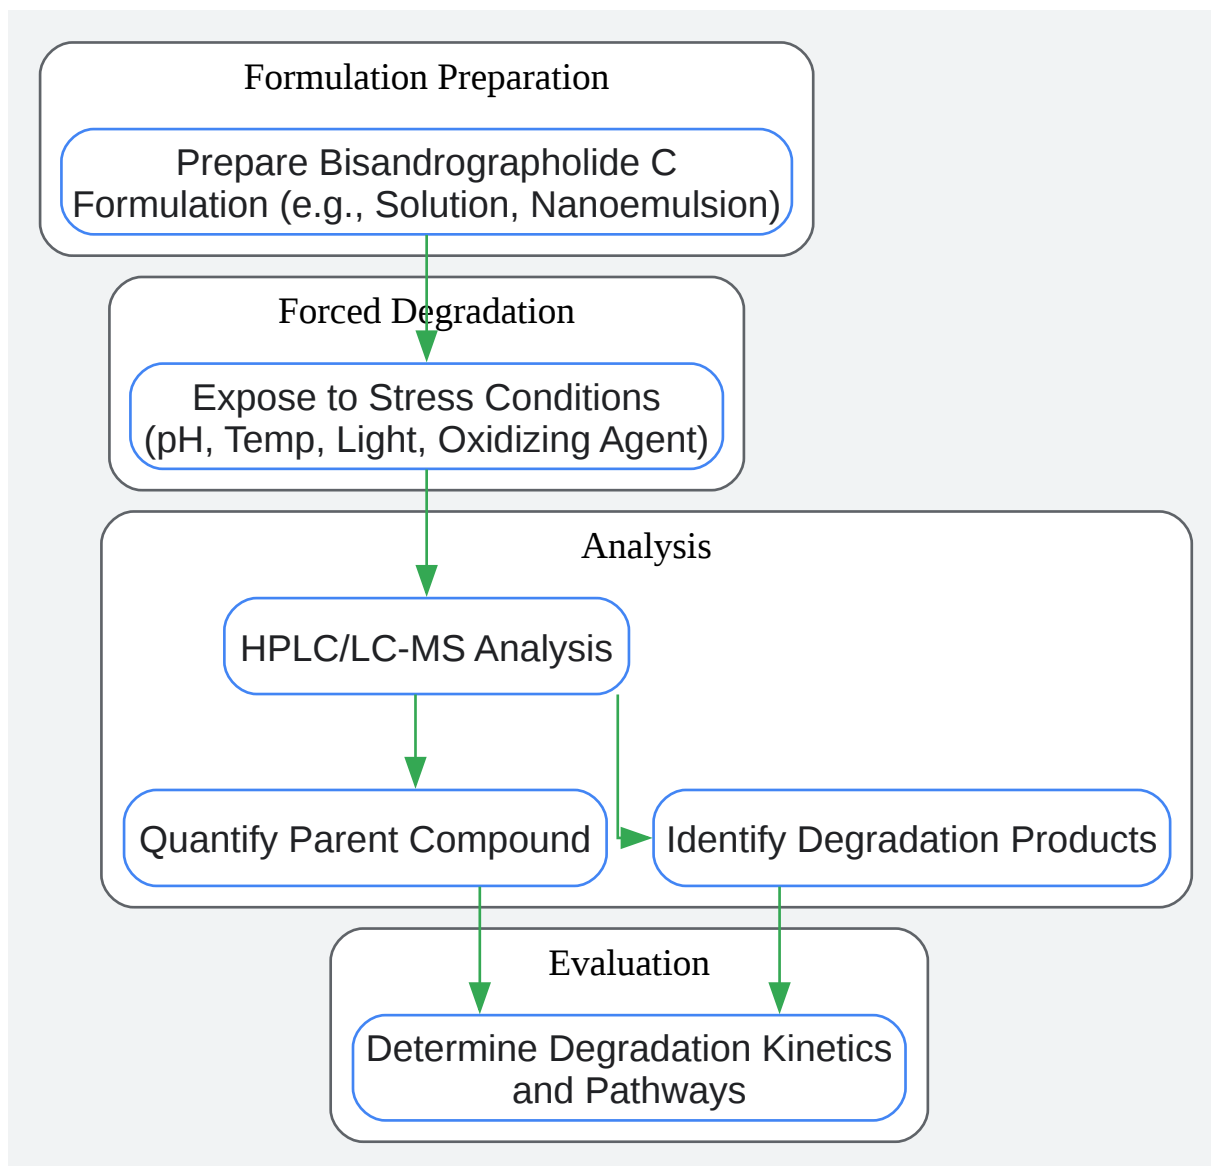 Formulation Preparation
Prepare Bisandrographolide C
Formulation (e.g., Solution, Nanoemulsion)
Forced Degradation
Expose to Stress Conditions
(pH, Temp, Light, Oxidizing Agent)
Analysis
HPLC/LC-MS Analysis
Quantify Parent Compound
Identify Degradation Products
Evaluation
Determine Degradation Kinetics
and Pathways